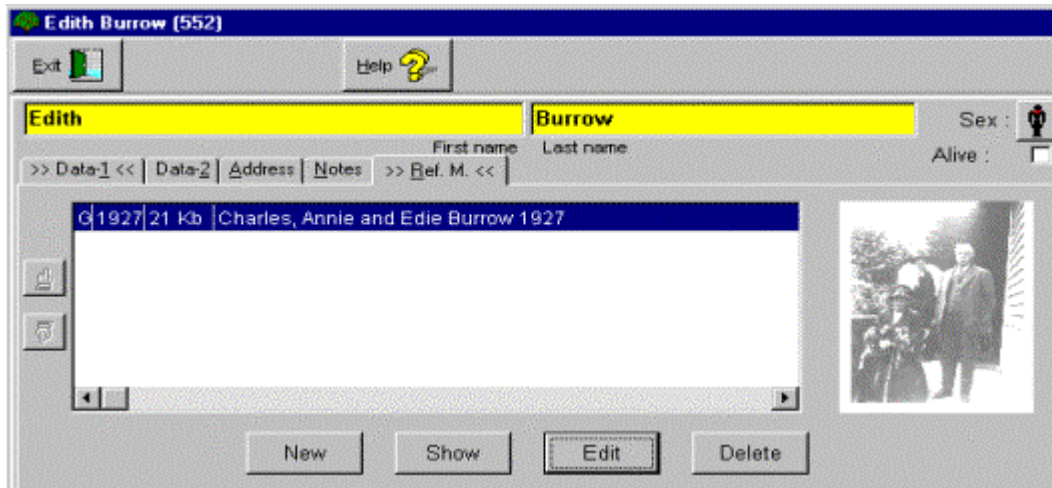 Edith Burrow (552)
Exit Help
Edith Burrow Sex :
First name Last name
Alive :
>> Data-1 << Data-2 Address Notes >> Ref. M. <<
G 1927 21 Kb Charles, Annie and Edie Burrow 1927
New Show Edit Delete